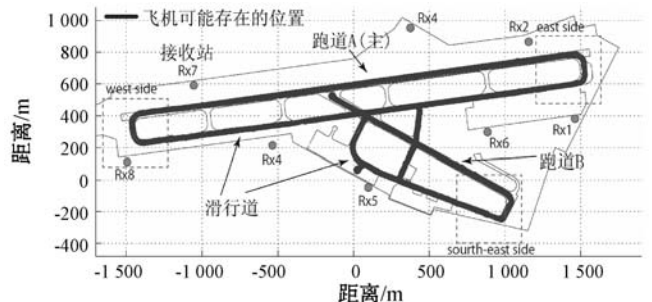 飞机可能存在的位置
1 000
800
600
400
200
0
-200
-400
距离/m
-1 500
-1 000
-500
0
500
1 000
1 500
距离/m
Rx4
Rx2
east side
跑道A(主)
接收站
Rx7
west side
Rx8
Rx4
Rx6
Rx1
跑道B
Rx5
滑行道
sourth-east side